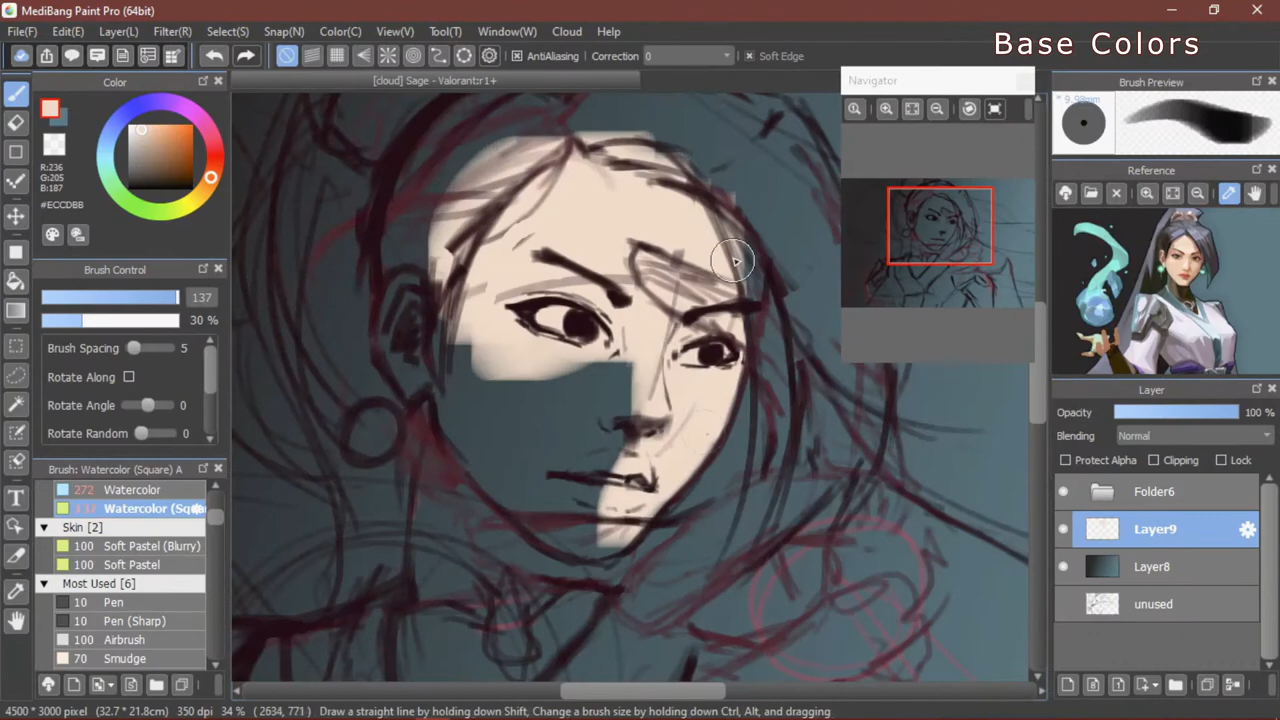 MediBang Paint Pro (64bit)
File(F) Edit(E) Layer(L) Filter(R) Select(S) Snap(N) Color(C) View(V) Tool(T) Window(W) Cloud Help
Base Colors
AntiAliasing Correction 0 Soft Edge
Color
[cloud] Sage - Valorant:r1+
Navigator
Brush Preview
* 9.98mm
R:236
G:205
B:187
#ECCDBB
Reference
Brush Control
137
30 %
Brush Spacing 5
Rotate Along
Rotate Angle 0
Rotate Random 0
Layer
Opacity 100 %
Blending Normal
Protect Alpha Clipping Lock
Brush: Watercolor (Square) A
272 Watercolor
137 Watercolor (Squa
Skin [2]
100 Soft Pastel (Blurry)
100 Soft Pastel
Most Used [6]
10 Pen
10 Pen (Sharp)
100 Airbrush
70 Smudge
Folder6
Layer9
Layer8
unused
4500 * 3000 pixel (32.7 * 21.8cm) 350 dpi 34 % ( 2634, 771 ) Draw a straight line by holding down Shift, Change a brush size by holding down Ctrl, Alt, and dragging